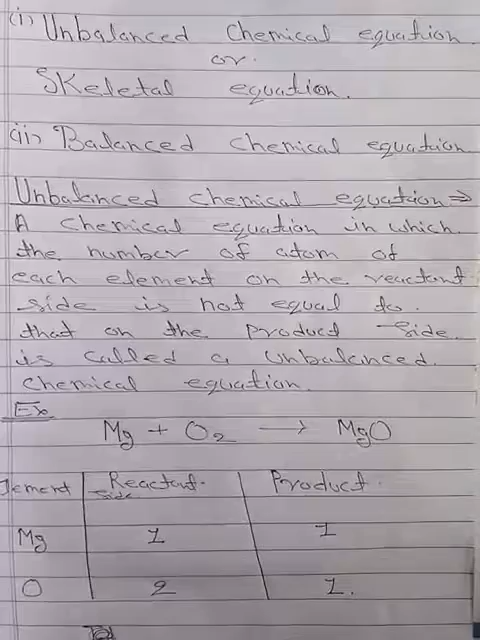 (i) Unbalanced Chemical equation
or
Skeletal equation.
(ii) Balanced chemical equation
Unbalanced chemical equation ⇒
A chemical equation in which
the number of atom of
each element on the reactant
side is not equal to.
that on the product side.
is called a unbalanced.
chemical equation.
Ex
Mg + O₂ → MgO
lement Reactant. Product.
side
Mg 1 1
O 2 1.